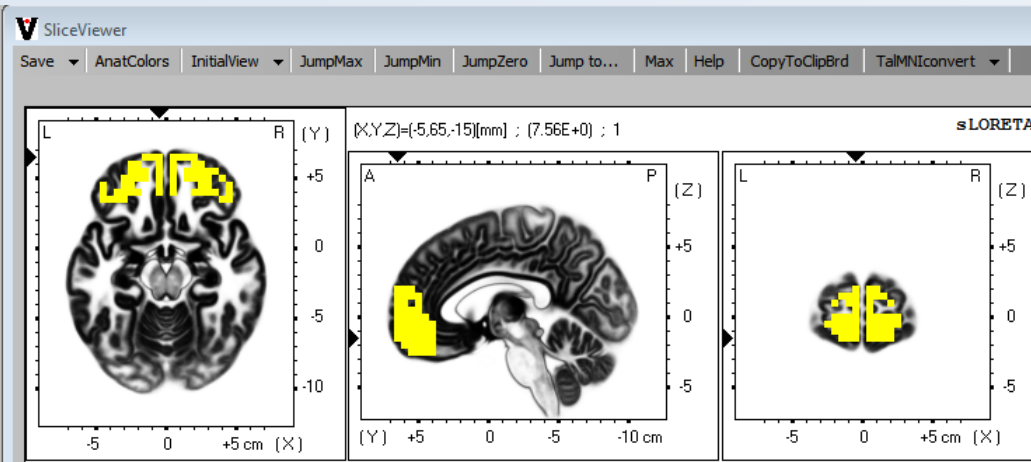 SliceViewer
Save AnatColors InitialView JumpMax JumpMin JumpZero Jump to... Max Help CopyToClipBrd TalMNIconvert
L R (Y)
+5
0
-5
-10
-5 0 +5 cm (X)
(X,Y,Z)=(-5,65,-15)[mm] ; (7.56E+0) ; 1
sLORETA
A P (Z)
+5
0
-5
(Y) +5 0 -5 -10 cm
L R (Z)
+5
0
-5
-5 0 +5 cm (X)